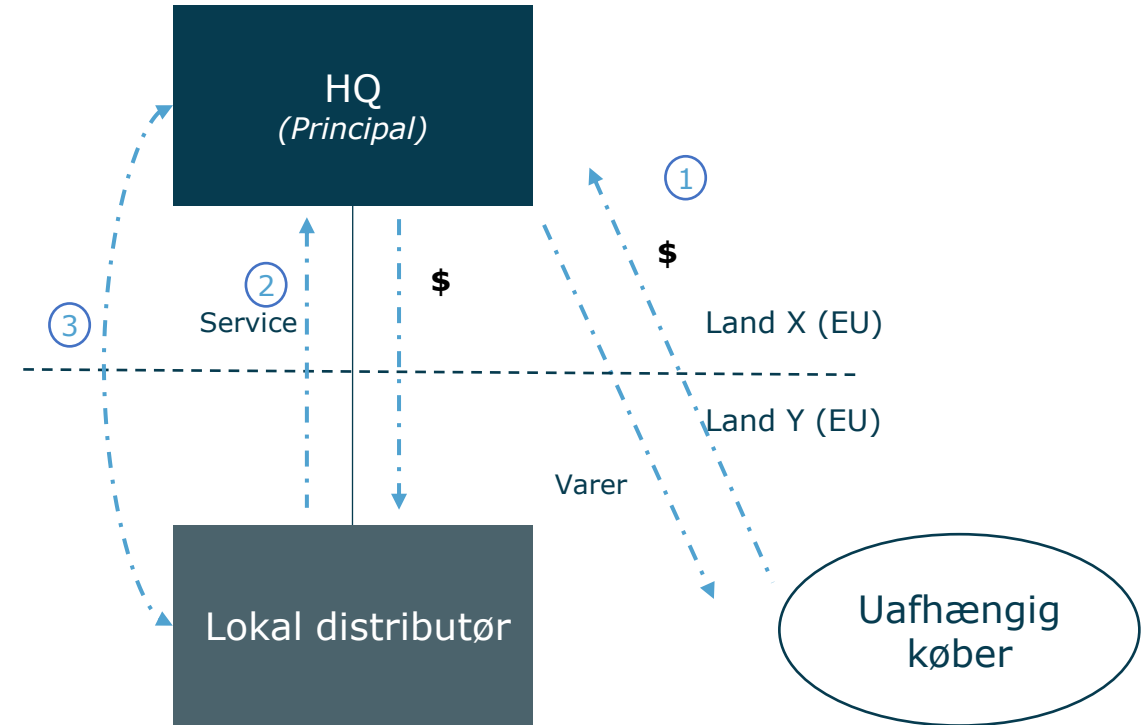 HQ
(Principal)
1
$
2
$
Service
3
Land X (EU)
Land Y (EU)
Varer
Lokal distributør
Uafhængig
køber